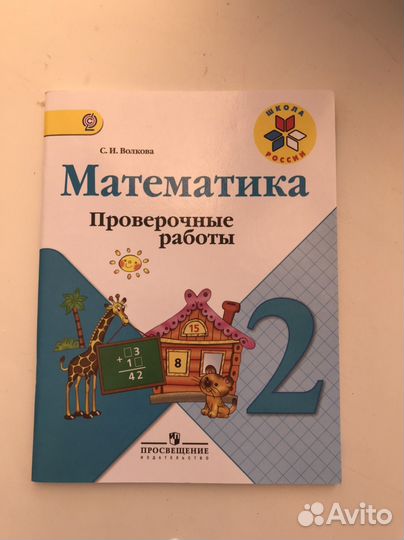 С. И. Волкова
ШКОЛА
РОССИИ
Математика
Проверочные
работы
15
+ □3
1□
42
8
2
ПРОСВЕЩЕНИЕ
ИЗДАТЕЛЬСТВО
Avito